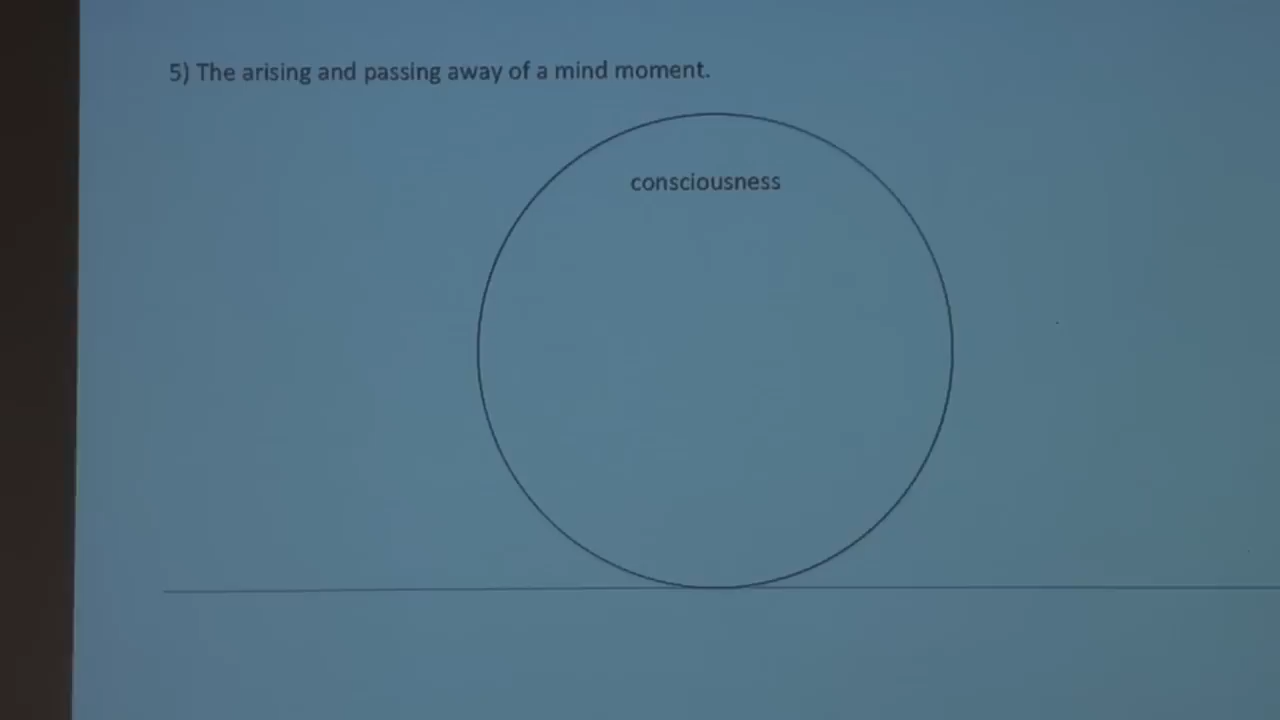 5) The arising and passing away of a mind moment.
consciousness